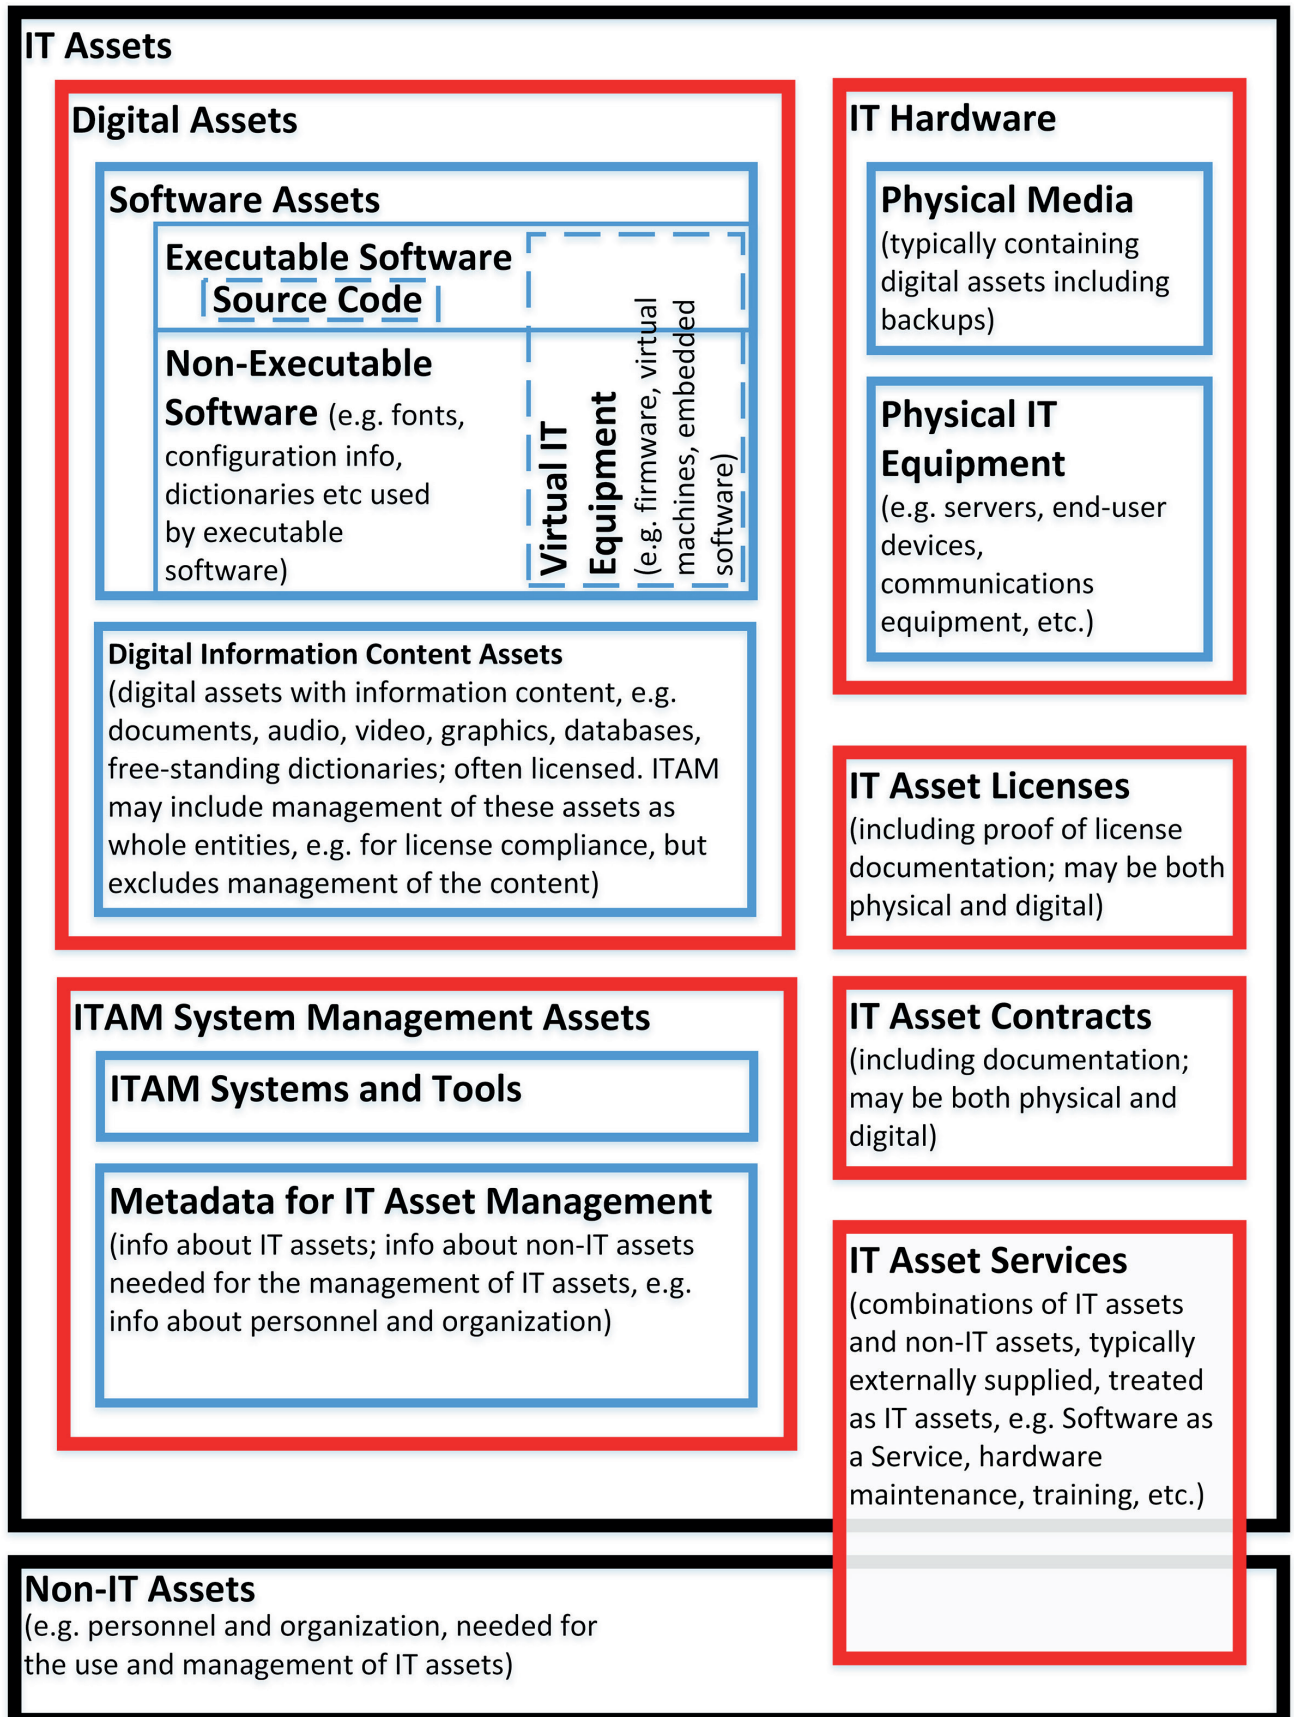 IT Assets
Digital Assets
Software Assets
Executable Software
Source Code
Non-Executable
Software (e.g. fonts,
configuration info,
dictionaries etc used
by executable
software)
Virtual IT
Equipment
(e.g. firmware, virtual
machines, embedded
software)
Digital Information Content Assets
(digital assets with information content, e.g.
documents, audio, video, graphics, databases,
free-standing dictionaries; often licensed. ITAM
may include management of these assets as
whole entities, e.g. for license compliance, but
excludes management of the content)
ITAM System Management Assets
ITAM Systems and Tools
Metadata for IT Asset Management
(info about IT assets; info about non-IT assets
needed for the management of IT assets, e.g.
info about personnel and organization)
IT Hardware
Physical Media
(typically containing
digital assets including
backups)
Physical IT
Equipment
(e.g. servers, end-user
devices,
communications
equipment, etc.)
IT Asset Licenses
(including proof of license
documentation; may be both
physical and digital)
IT Asset Contracts
(including documentation;
may be both physical and
digital)
IT Asset Services
(combinations of IT assets
and non-IT assets, typically
externally supplied, treated
as IT assets, e.g. Software as
a Service, hardware
maintenance, training, etc.)
Non-IT Assets
(e.g. personnel and organization, needed for
the use and management of IT assets)